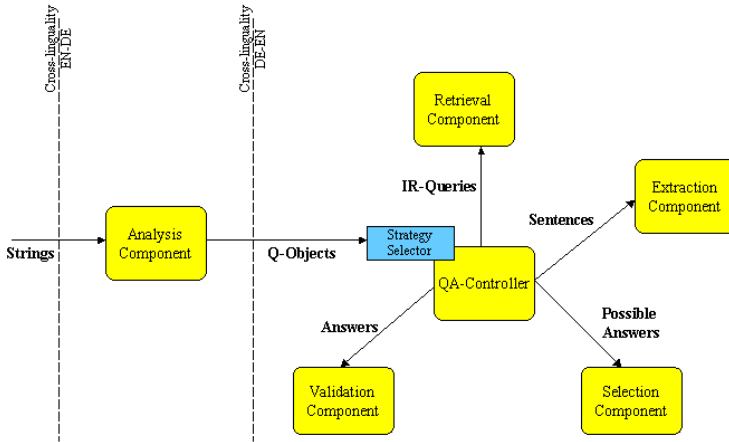 Cross-linguality
EN-DE
Cross-linguality
DE-EN
Retrieval
Component
IR-Queries
Extraction
Component
Sentences
Analysis
Component
Strategy
Selector
Strings
Q-Objects
QA-Controller
Answers
Possible
Answers
Validation
Component
Selection
Component